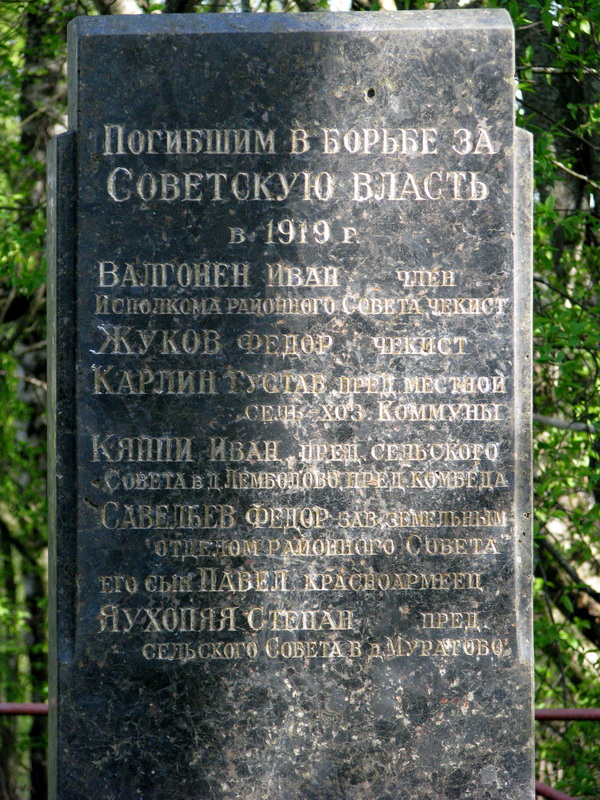 Погибшим в борьбе за
Советскую власть
в 1919 г.
Валгонен Иван член
Исполкома районного Совета, чекист
Жуков Федор чекист
Карлин Густав пред. местной
сель-хоз. Коммуны
Кяппи Иван пред. сельского
Совета в д. Лемболово пред. комбеда
Савельев Федор зав. земельным
отделом районного Совета
его сын Павел красноармеец
Яухопяя Степан пред.
сельского Совета в д. Муратово